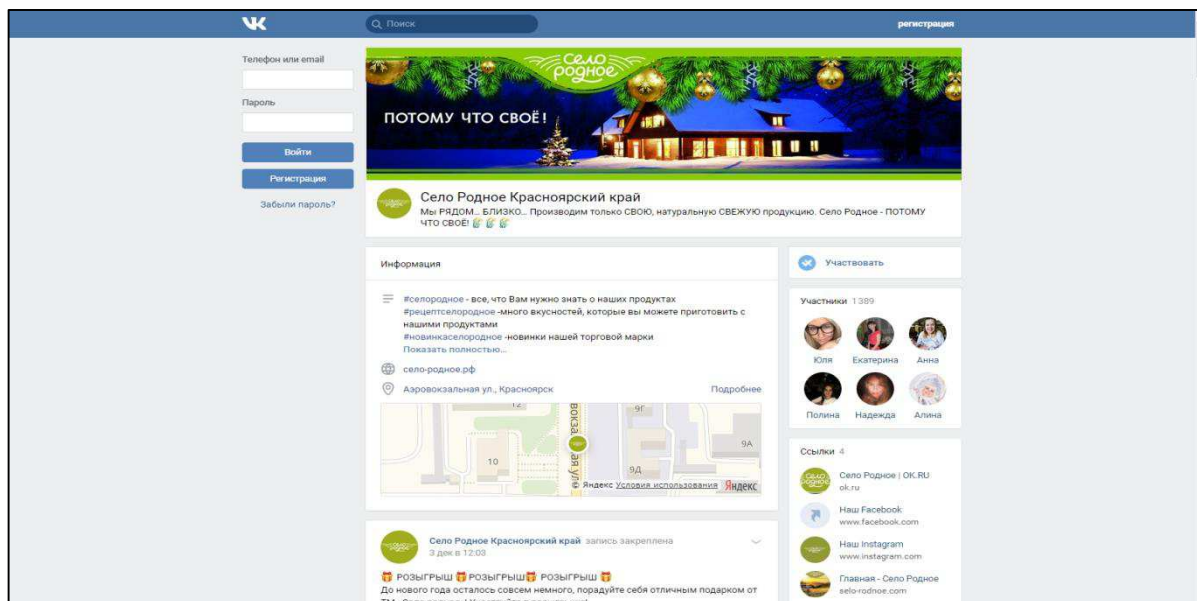 Поиск
регистрация
Телефон или email
Пароль
Войти
Регистрация
Забыли пароль?
Село
родное
ПОТОМУ ЧТО СВОЁ!
Село Родное Красноярский край
Мы РЯДОМ... БЛИЗКО... Производим только СВОЮ, натуральную СВЕЖУЮ продукцию. Село Родное - ПОТОМУ
ЧТО СВОЁ!
Информация
#селородное - все, что Вам нужно знать о наших продуктах
#рецептселородное -много вкусностей, которые вы можете приготовить с
нашими продуктами
#новинкаселородное -новинки нашей торговой марки
Показать полностью...
село-родное.рф
Аэровокзальная ул., Красноярск
Подробнее
12
9Г
9А
10
9Д
© Яндекс Условия использования Яндекс
Село Родное Красноярский край запись закреплена
3 дек в 12:03
РОЗЫГРЫШ РОЗЫГРЫШ РОЗЫГРЫШ
До нового года осталось совсем немного, порадуйте себя отличным подарком от
Участвовать
Участники 1 389
Юля Екатерина Анна
Полина Надежда Алина
Ссылки 4
Село Родное | OK.RU
ok.ru
Наш Facebook
www.facebook.com
Наш Instagram
www.instagram.com
Главная - Село Родное
selo-rodnoe.com